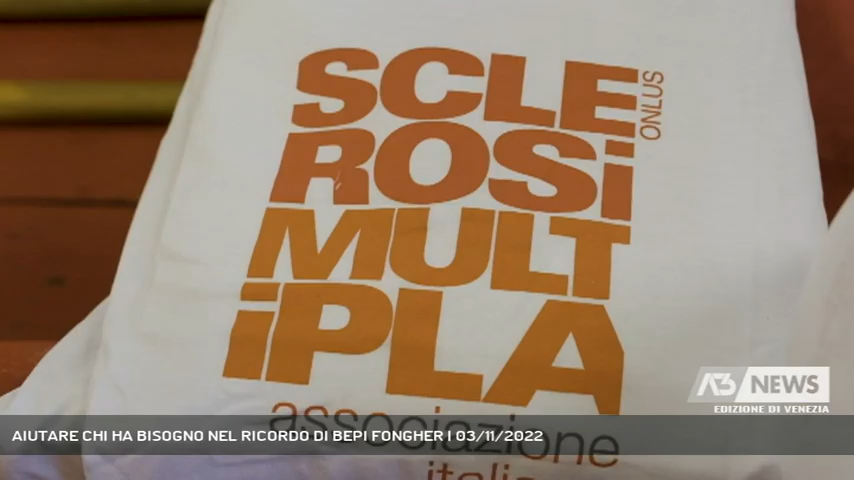 SCLE
ROSi
MULT
iPLA
ONLUS
associazione
italia
A3 NEWS
EDIZIONE DI VENEZIA
AIUTARE CHI HA BISOGNO NEL RICORDO DI BEPI FONGHER | 03/11/2022